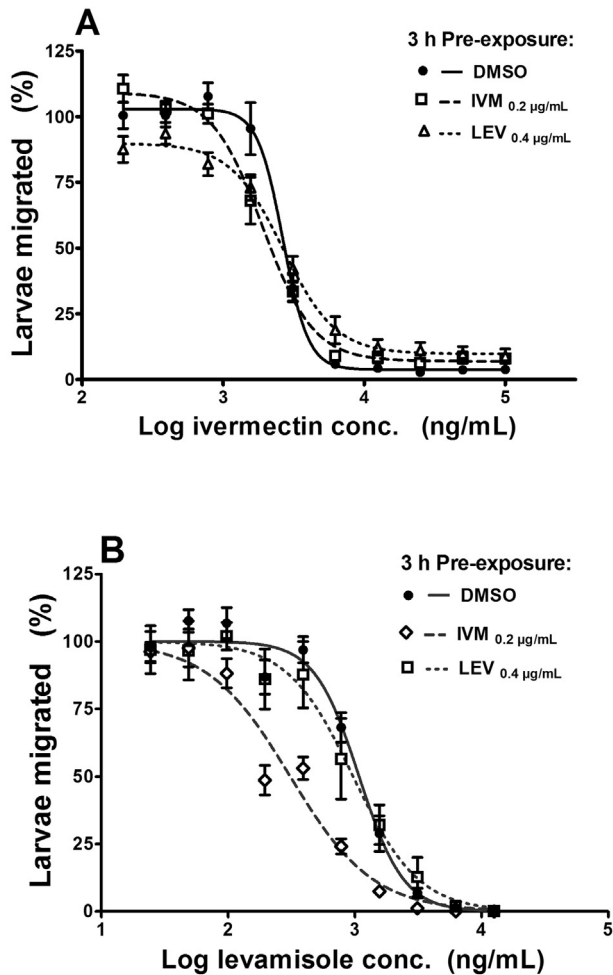 A
3 h Pre-exposure:
DMSO
IVM 0.2 µg/mL
LEV 0.4 µg/mL
Larvae migrated (%)
125
100
75
50
25
0
2 3 4 5
Log ivermectin conc. (ng/mL)
B
3 h Pre-exposure:
DMSO
IVM 0.2 µg/mL
LEV 0.4 µg/mL
Larvae migrated (%)
125
100
75
50
25
0
1 2 3 4 5
Log levamisole conc. (ng/mL)